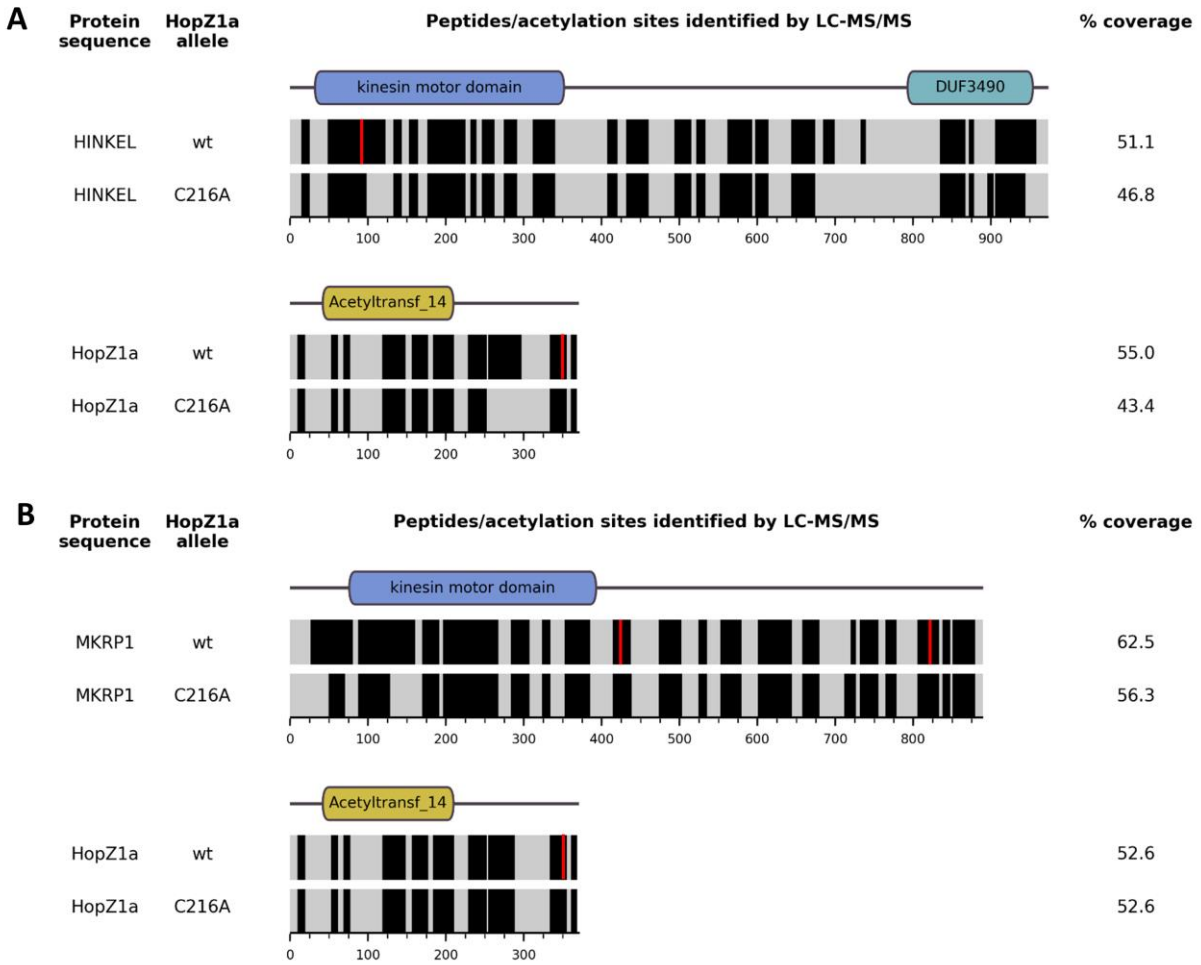 A
Protein sequence HopZ1a allele Peptides/acetylation sites identified by LC-MS/MS % coverage
kinesin motor domain DUF3490
HINKEL wt 51.1
HINKEL C216A 46.8
0 100 200 300 400 500 600 700 800 900
Acetyltransf_14
HopZ1a wt 55.0
HopZ1a C216A 43.4
0 100 200 300
B
Protein sequence HopZ1a allele Peptides/acetylation sites identified by LC-MS/MS % coverage
kinesin motor domain
MKRP1 wt 62.5
MKRP1 C216A 56.3
0 100 200 300 400 500 600 700 800
Acetyltransf_14
HopZ1a wt 52.6
HopZ1a C216A 52.6
0 100 200 300